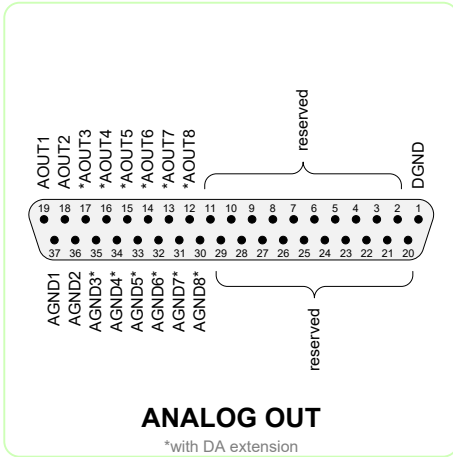 reserved
AOUT1
AOUT2
*AOUT3
*AOUT4
*AOUT5
*AOUT6
*AOUT7
*AOUT8
DGND
19 18 17 16 15 14 13 12 11 10 9 8 7 6 5 4 3 2 1
37 36 35 34 33 32 31 30 29 28 27 26 25 24 23 22 21 20
AGND1
AGND2
AGND3*
AGND4*
AGND5*
AGND6*
AGND7*
AGND8*
reserved
ANALOG OUT
*with DA extension